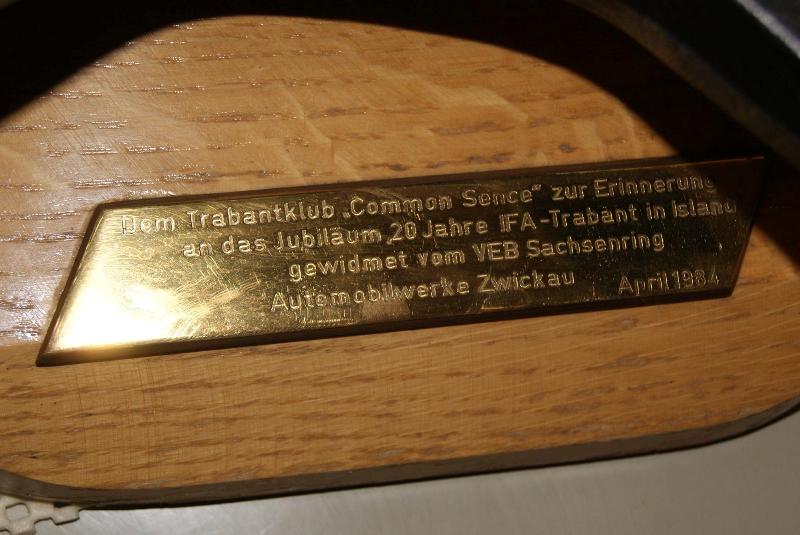 Dem Trabantklub „Common Sence“ zur Erinnerung
an das Jubiläum „20 Jahre IFA-Trabant in Island
gewidmet vom VEB Sachsenring
Automobilwerke Zwickau April 1984